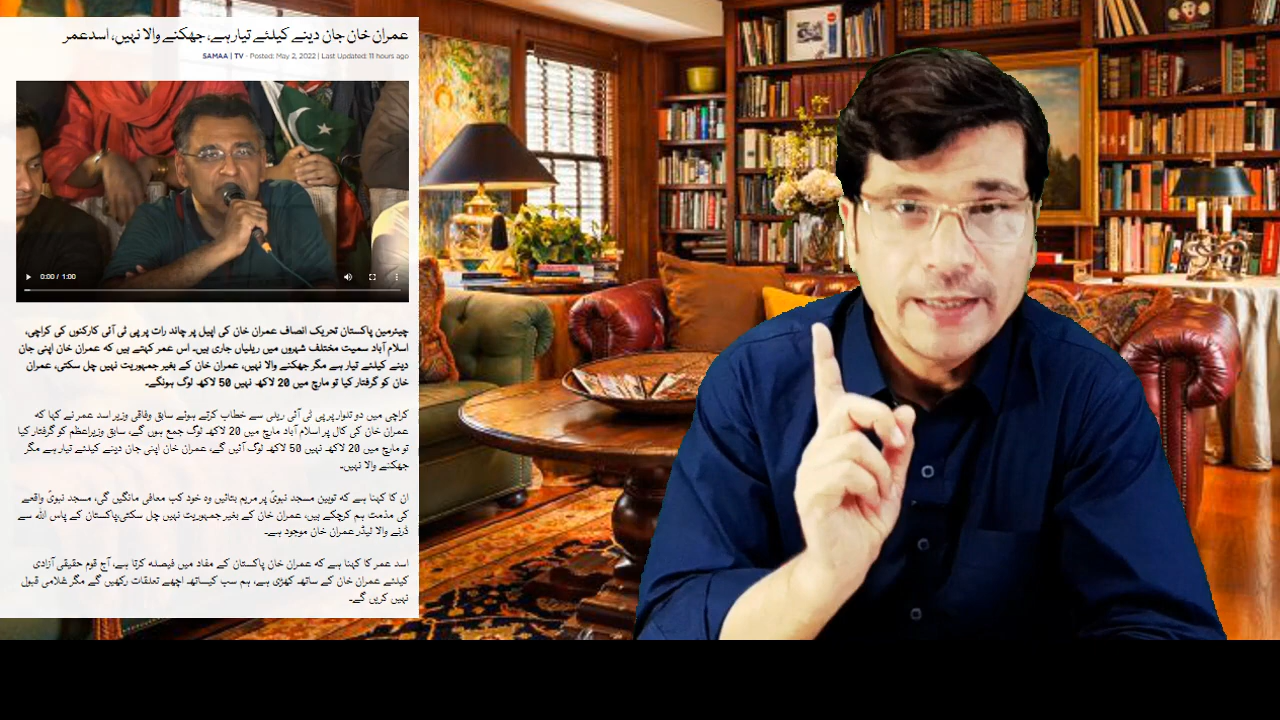 عمران خان جان دینے کیلئے تیار ہے، جھکنے والا نہیں، اسدعمر
SAMAA | TV - Posted: May 2, 2022 | Last Updated: 11 hours ago
0:00 / 1:00
چیئرمین پاکستان تحریک انصاف عمران خان کی اپیل پر چاند رات پر پی ٹی آئی کارکنوں کی کراچی،
اسلام آباد سمیت مختلف شہروں میں ریلیاں جاری ہیں۔ اس عمر کہتے ہیں کہ عمران خان اپنی جان
دینے کیلئے تیار ہے مگر جھکنے والا نہیں، عمران خان کے بغیر جمہوریت نہیں چل سکتی، عمران
خان کو گرفتار کیا تو مارچ میں 20 لاکھ نہیں 50 لاکھ لوگ ہونگے۔
کراچی میں دو تلوار پر پی ٹی آئی ریلی سے خطاب کرتے ہوئے سابق وفاقی وزیر اسد عمر نے کہا کہ
عمران خان کی کال پر اسلام آباد مارچ میں 20 لاکھ لوگ جمع ہوں گے، سابق وزیراعظم کو گرفتار کیا
تو مارچ میں 20 لاکھ نہیں 50 لاکھ لوگ آئیں گے، عمران خان اپنی جان دینے کیلئے تیار ہے مگر
جھکنے والا نہیں۔
ان کا کہنا ہے کہ توہین مسجد نبویؐ پر مریم بتائیں وہ خود کب معافی مانگیں گی، مسجد نبویؐ واقعے
کی مذمت ہم کرچکے ہیں، عمران خان کے بغیر جمہوریت نہیں چل سکتی،پاکستان کے پاس اللہ سے
ڈرنے والا لیڈر عمران خان موجود ہے۔
اسد عمر کا کہنا ہے کہ عمران خان پاکستان کے مفاد میں فیصلہ کرتا ہے، آج قوم حقیقی آزادی
کیلئے عمران خان کے ساتھ کھڑی ہے، ہم سب کیساتھ اچھے تعلقات رکھیں گے مگر غلامی قبول
نہیں کریں گے۔